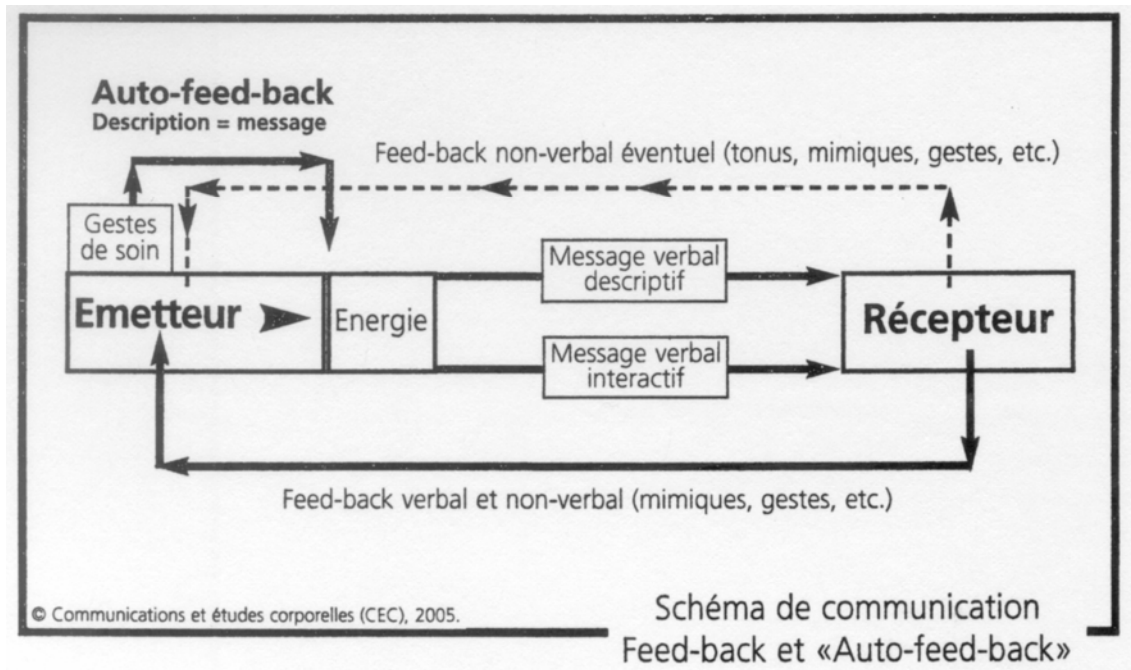 Auto-feed-back
Description = message
Feed-back non-verbal éventuel (tonus, mimiques, gestes, etc.)
Gestes
de soin
Emetteur
Energie
Message verbal
descriptif
Message verbal
interactif
Récepteur
Feed-back verbal et non-verbal (mimiques, gestes, etc.)
© Communications et études corporelles (CEC), 2005.
Schéma de communication
Feed-back et «Auto-feed-back»